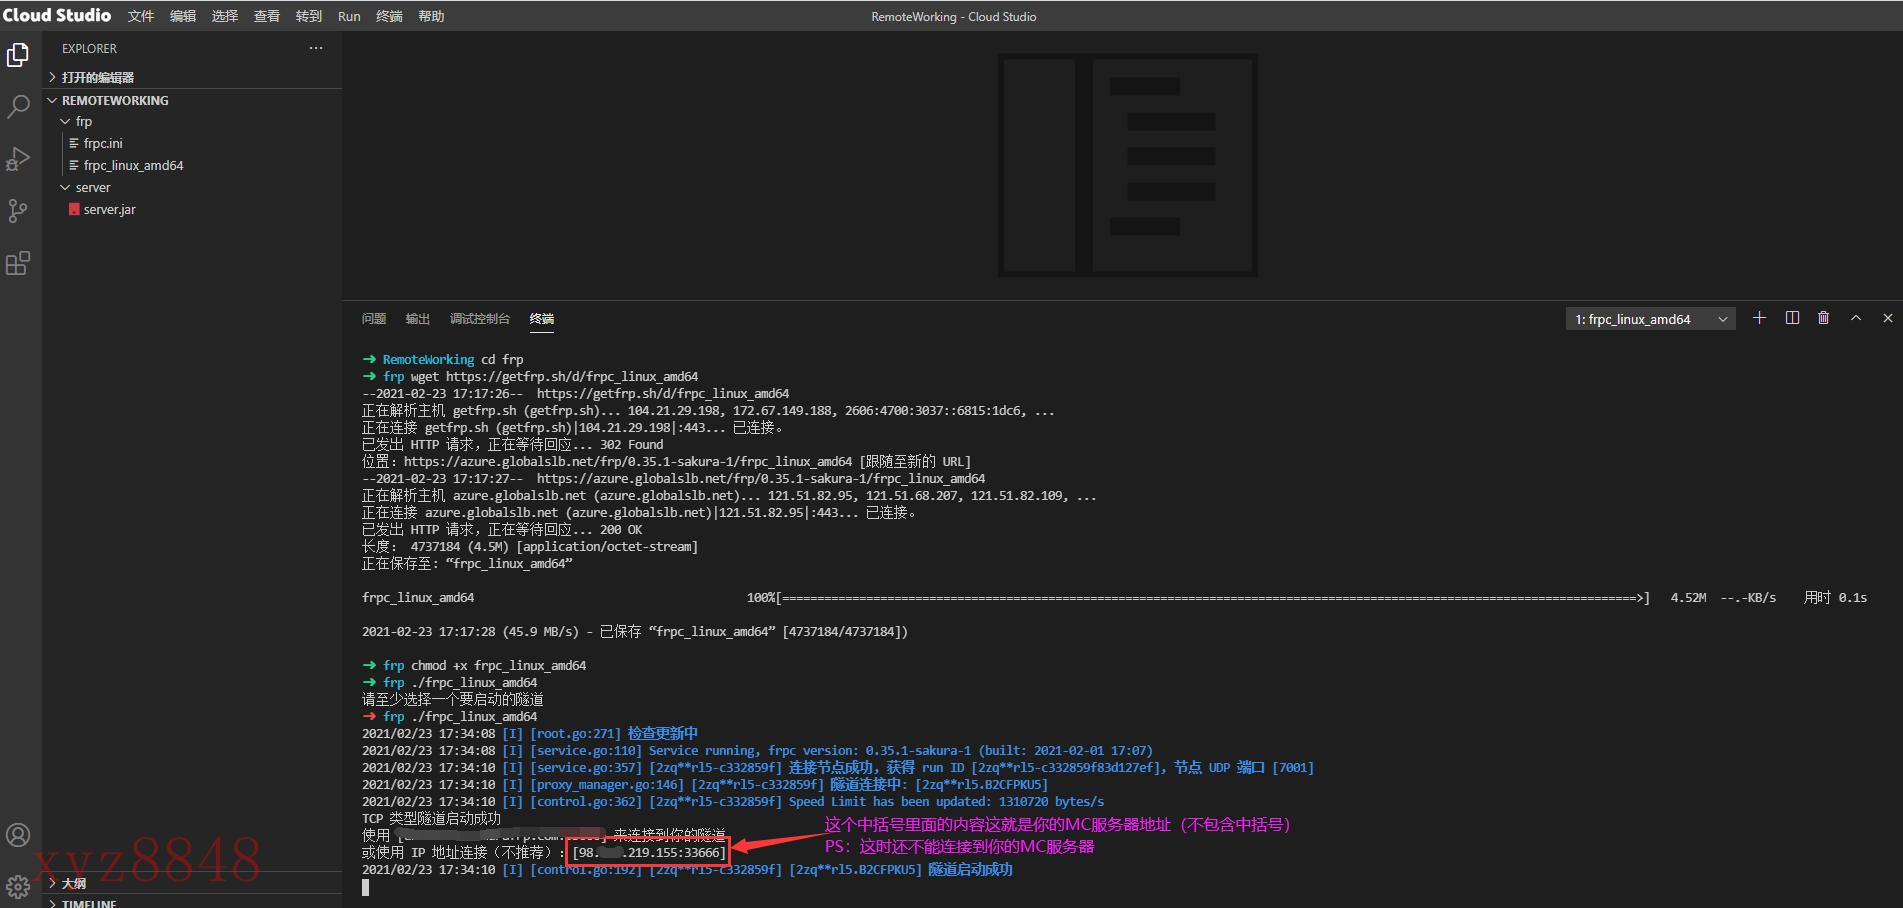 Cloud Studio 文件 编辑 选择 查看 转到 Run 终端 帮助
RemoteWorking - Cloud Studio
EXPLORER ···
打开的编辑器
REMOTEWORKING
frp
frpc.ini
frpc_linux_amd64
server
server.jar
问题 输出 调试控制台 终端
1: frpc_linux_amd64
➜ RemoteWorking cd frp
➜ frp wget https://getfrp.sh/d/frpc_linux_amd64
--2021-02-23 17:17:26-- https://getfrp.sh/d/frpc_linux_amd64
正在解析主机 getfrp.sh (getfrp.sh)... 104.21.29.198, 172.67.149.188, 2606:4700:3037::6815:1dc6, ...
正在连接 getfrp.sh (getfrp.sh)|104.21.29.198|:443... 已连接。
已发出 HTTP 请求，正在等待回应... 302 Found
位置：https://azure.globalslb.net/frp/0.35.1-sakura-1/frpc_linux_amd64 [跟随至新的 URL]
--2021-02-23 17:17:27-- https://azure.globalslb.net/frp/0.35.1-sakura-1/frpc_linux_amd64
正在解析主机 azure.globalslb.net (azure.globalslb.net)... 121.51.82.95, 121.51.68.207, 121.51.82.109, ...
正在连接 azure.globalslb.net (azure.globalslb.net)|121.51.82.95|:443... 已连接。
已发出 HTTP 请求，正在等待回应... 200 OK
长度： 4737184 (4.5M) [application/octet-stream]
正在保存至: “frpc_linux_amd64”
frpc_linux_amd64 100%[==========================================================================================================================>] 4.52M --.-KB/s 用时 0.1s
2021-02-23 17:17:28 (45.9 MB/s) - 已保存 “frpc_linux_amd64” [4737184/4737184])
➜ frp chmod +x frpc_linux_amd64
➜ frp ./frpc_linux_amd64
请至少选择一个要启动的隧道
➜ frp ./frpc_linux_amd64
2021/02/23 17:34:08 [I] [root.go:271] 检查更新中
2021/02/23 17:34:08 [I] [service.go:110] Service running, frpc version: 0.35.1-sakura-1 (built: 2021-02-01 17:07)
2021/02/23 17:34:10 [I] [service.go:357] [2zq**rl5-c332859f] 连接节点成功，获得 run ID [2zq**rl5-c332859f83d127ef], 节点 UDP 端口 [7001]
2021/02/23 17:34:10 [I] [proxy_manager.go:146] [2zq**rl5-c332859f] 隧道连接中: [2zq**rl5.B2CFPKU5]
2021/02/23 17:34:10 [I] [control.go:362] [2zq**rl5-c332859f] Speed Limit has been updated: 1310720 bytes/s
TCP 类型隧道启动成功
使用 来连接到你的隧道
这个中括号里面的内容这就是你的MC服务器地址（不包含中括号）
或使用 IP 地址连接（不推荐）：[98. .219.155:33666]
PS：这时还不能连接到你的MC服务器
2021/02/23 17:34:10 [I] [control.go:192] [2zq**rl5-c332859f] [2zq**rl5.B2CFPKU5] 隧道启动成功
xyz8848
大纲
TIMELINE